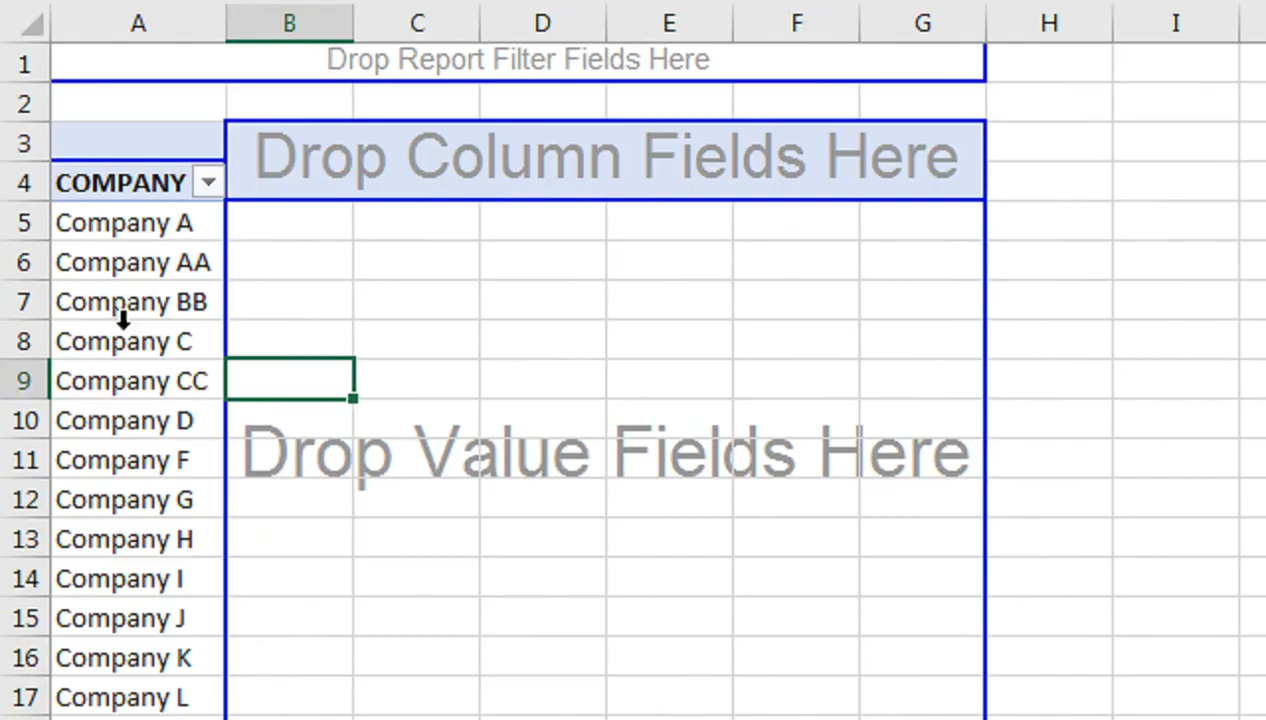 A B C D E F G H I
1 Drop Report Filter Fields Here
2
3 Drop Column Fields Here
4 COMPANY
5 Company A
6 Company AA
7 Company BB
8 Company C
9 Company CC
10 Company D
11 Company F Drop Value Fields Here
12 Company G
13 Company H
14 Company I
15 Company J
16 Company K
17 Company L